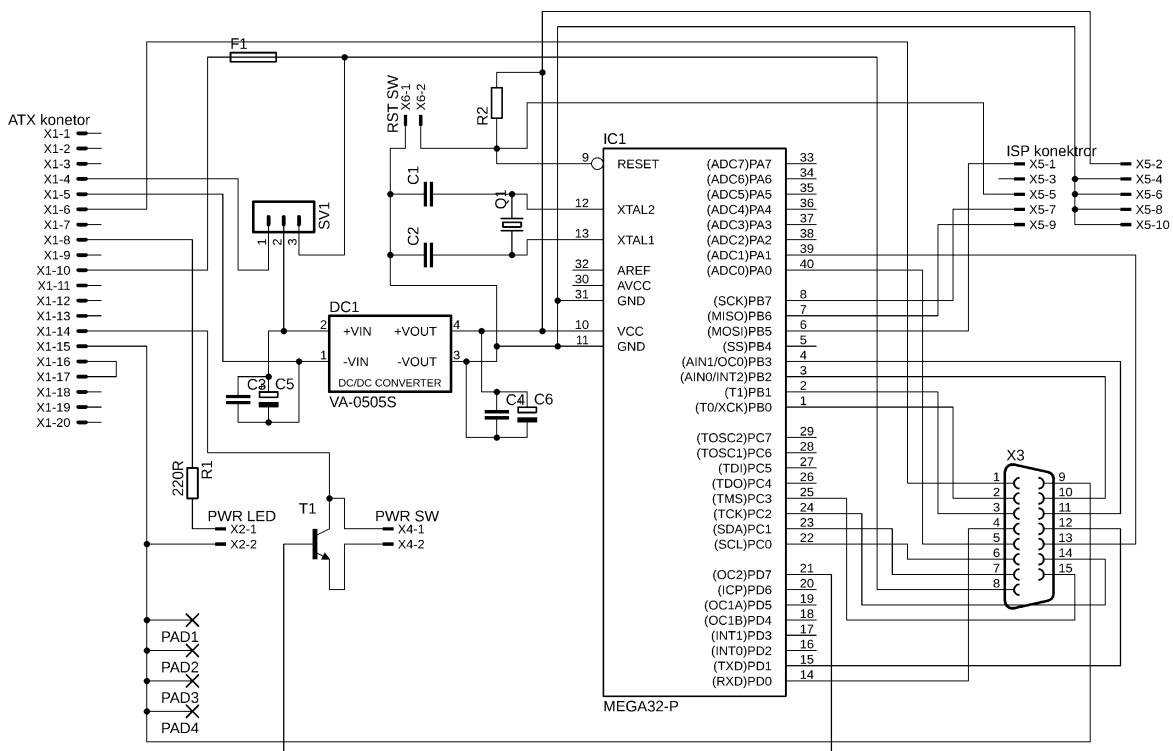 F1
ATX konetor
X1-1
X1-2
X1-3
X1-4
X1-5
X1-6
X1-7
X1-8
X1-9
X1-10
X1-11
X1-12
X1-13
X1-14
X1-15
X1-16
X1-17
X1-18
X1-19
X1-20
RST SW
X6-1
X6-2
R2
C1
C2
Q1
SV1
1
2
3
DC1
2 +VIN +VOUT 4
1 -VIN -VOUT 3
DC/DC CONVERTER
VA-0505S
C3 C5
C4 C6
220R
R1
PWR LED
X2-1
X2-2
T1
PWR SW
X4-1
X4-2
PAD1
PAD2
PAD3
PAD4
IC1
9 RESET
12 XTAL2
13 XTAL1
32 AREF
30 AVCC
31 GND
10 VCC
11 GND
(ADC7)PA7 33
(ADC6)PA6 34
(ADC5)PA5 35
(ADC4)PA4 36
(ADC3)PA3 37
(ADC2)PA2 38
(ADC1)PA1 39
(ADC0)PA0 40
(SCK)PB7 8
(MISO)PB6 7
(MOSI)PB5 6
(SS)PB4 5
(AIN1/OC0)PB3 4
(AIN0/INT2)PB2 3
(T1)PB1 2
(T0/XCK)PB0 1
(TOSC2)PC7 29
(TOSC1)PC6 28
(TDI)PC5 27
(TDO)PC4 26
(TMS)PC3 25
(TCK)PC2 24
(SDA)PC1 23
(SCL)PC0 22
(OC2)PD7 21
(ICP)PD6 20
(OC1A)PD5 19
(OC1B)PD4 18
(INT1)PD3 17
(INT0)PD2 16
(TXD)PD1 15
(RXD)PD0 14
MEGA32-P
ISP konektror
X5-1 X5-2
X5-3 X5-4
X5-5 X5-6
X5-7 X5-8
X5-9 X5-10
X3
1
2
3
4
5
6
7
8
9
10
11
12
13
14
15